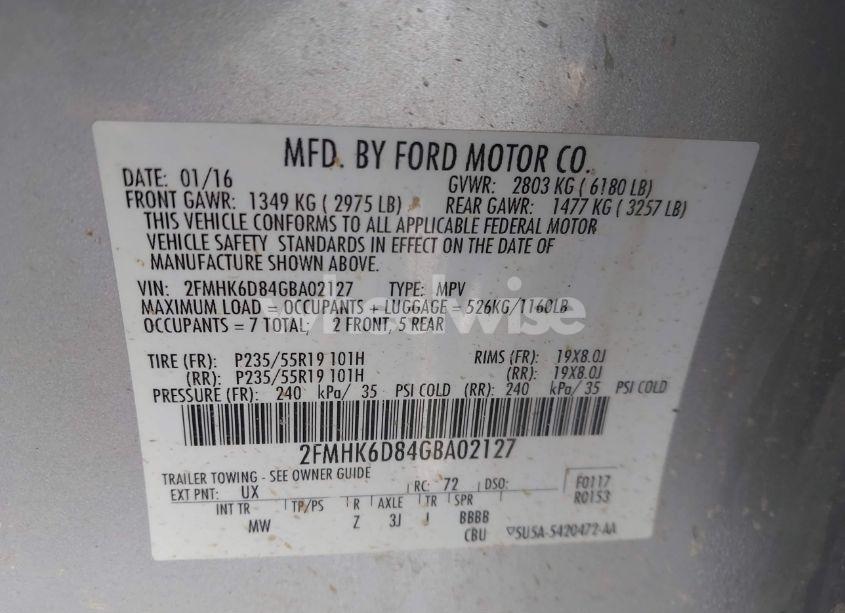 MFD. BY FORD MOTOR CO.
DATE: 01/16 GVWR: 2803 KG ( 6180 LB)
FRONT GAWR: 1349 KG ( 2975 LB) REAR GAWR: 1477 KG ( 3257 LB)
THIS VEHICLE CONFORMS TO ALL APPLICABLE FEDERAL MOTOR
VEHICLE SAFETY STANDARDS IN EFFECT ON THE DATE OF
MANUFACTURE SHOWN ABOVE.
VIN: 2FMHK6D84GBA02127 TYPE: MPV
MAXIMUM LOAD = OCCUPANTS + LUGGAGE = 526KG/1160LB
OCCUPANTS = 7 TOTAL; 2 FRONT, 5 REAR
TIRE (FR): P235/55R19 101H RIMS (FR): 19X8.0J
(RR): P235/55R19 101H (RR): 19X8.0J
PRESSURE (FR): 240 kPa/ 35 PSI COLD (RR): 240 kPa/ 35 PSI COLD
2FMHK6D84GBA02127
TRAILER TOWING - SEE OWNER GUIDE
EXT PNT: UX RC: 72 DSO: F0117
R0153
INT TR TP/PS R AXLE TR SPR
MW Z 3J J BBBB
CBU 5U5A-5420472-AA